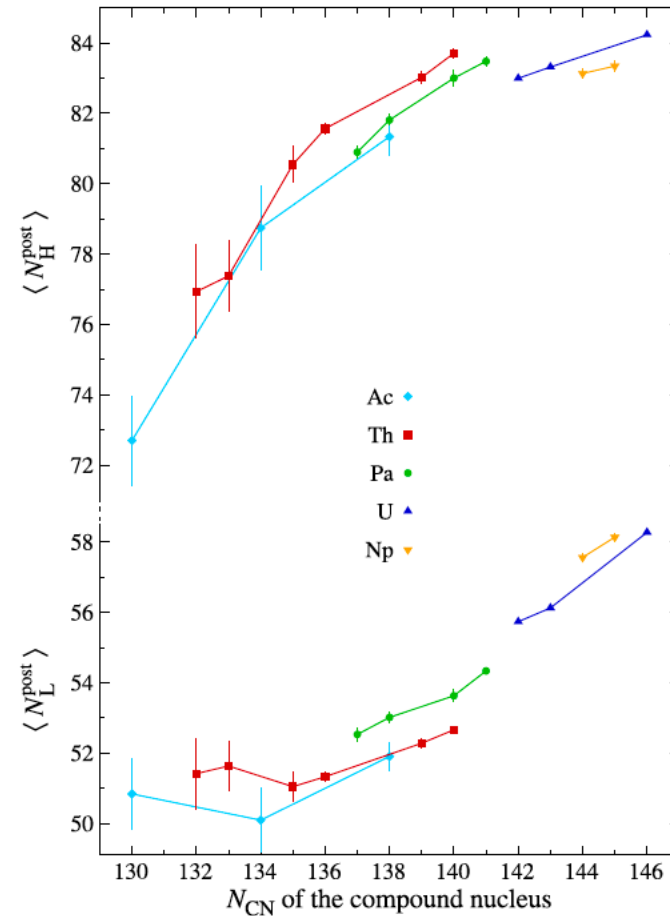 84
82
80
78
76
74
72
⟨ N_H^post ⟩
Ac
Th
Pa
U
Np
58
56
54
52
50
⟨ N_L^post ⟩
130 132 134 136 138 140 142 144 146
N_CN of the compound nucleus